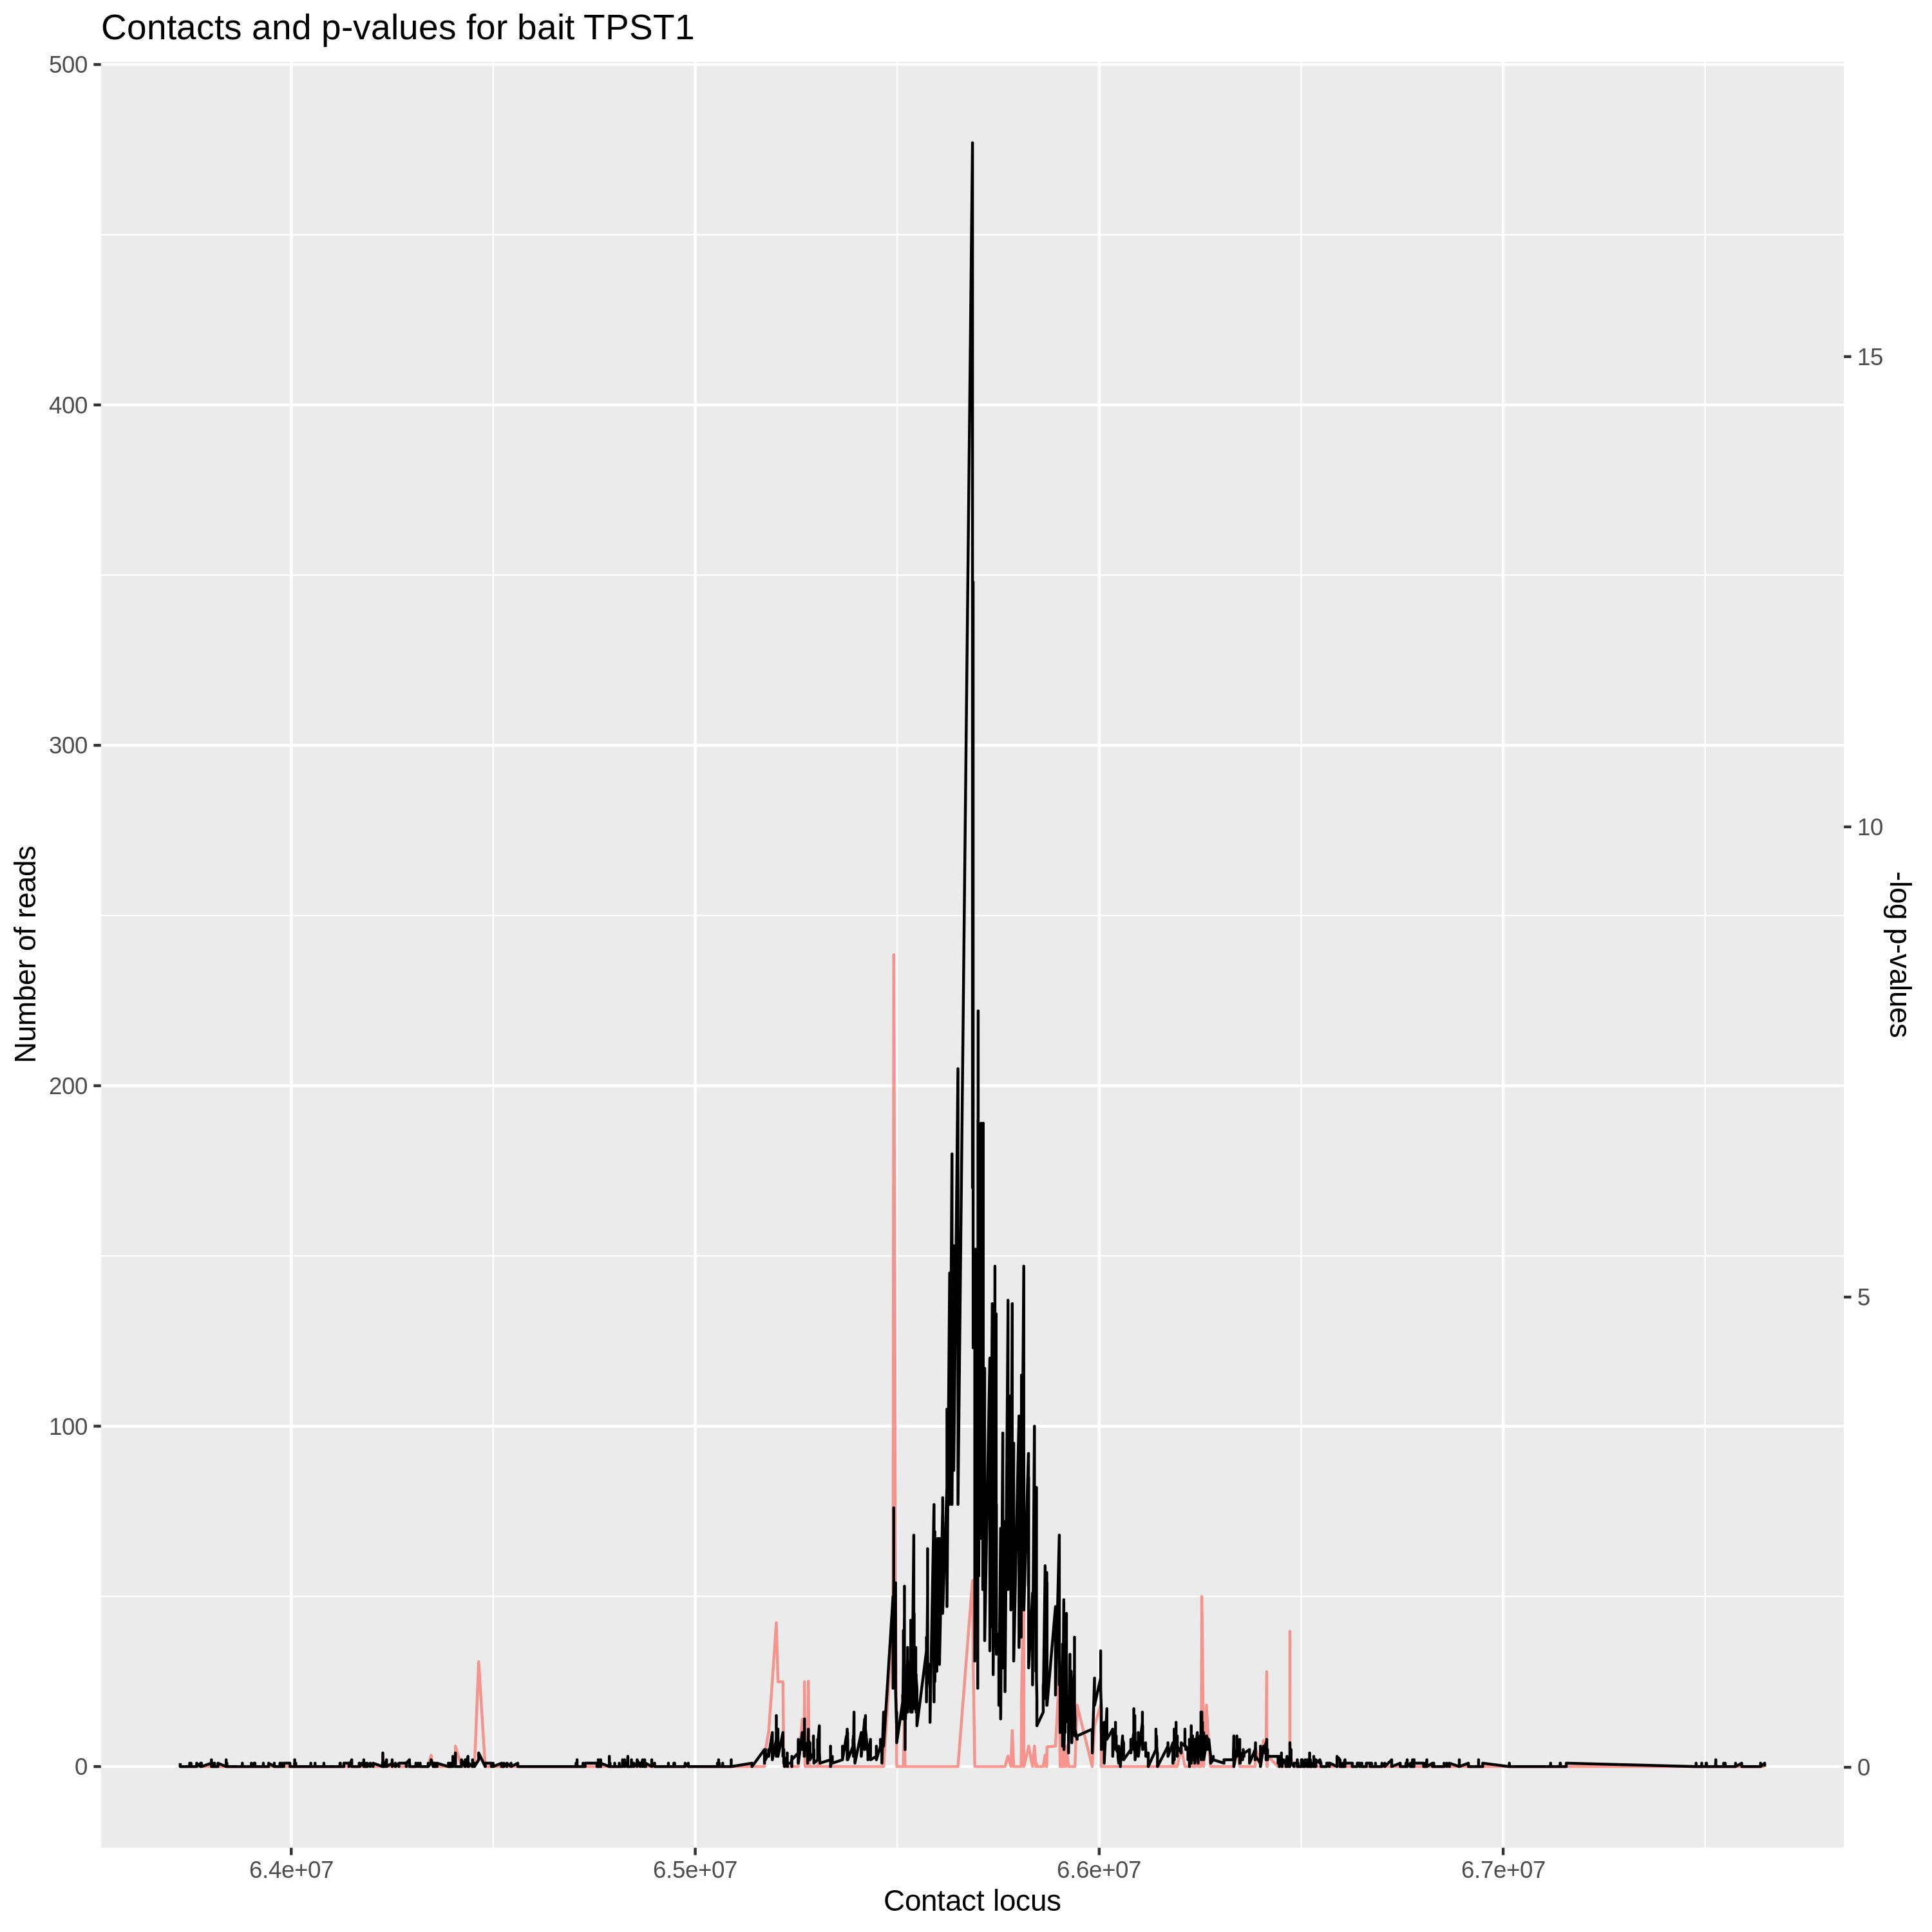 Contacts and p-values for bait TPST1
500
400
300
200
100
0
Number of reads
15
10
5
0
-log p-values
6.4e+07 6.5e+07 6.6e+07 6.7e+07
Contact locus